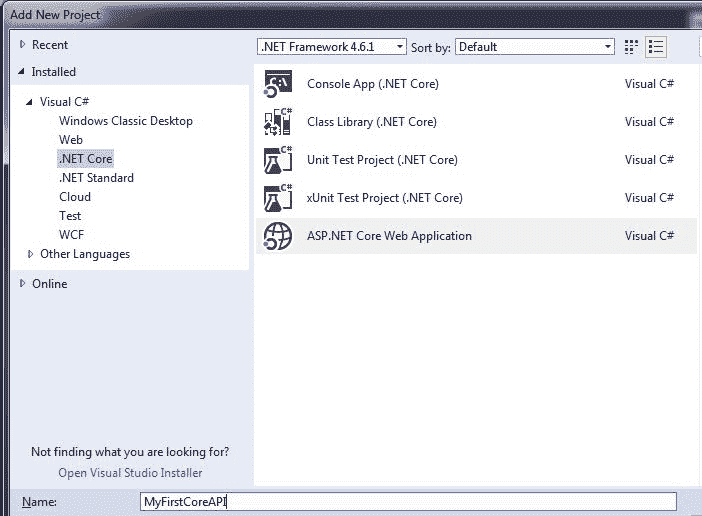 Add New Project
Recent
Installed
Visual C#
Windows Classic Desktop
Web
.NET Core
.NET Standard
Cloud
Test
WCF
Other Languages
Online
Not finding what you are looking for?
Open Visual Studio Installer
.NET Framework 4.6.1 Sort by: Default
Console App (.NET Core) Visual C#
Class Library (.NET Core) Visual C#
Unit Test Project (.NET Core) Visual C#
xUnit Test Project (.NET Core) Visual C#
ASP.NET Core Web Application Visual C#
Name: MyFirstCoreAPI